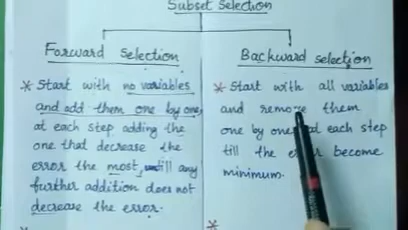 Subset Selection
Forward Selection
* Start with no variables
and add them one by one,
at each step adding the
one that decrease the
error the most, until any
further addition does not
decrease the error.
*
Backward selection
* Start with all variables
and remove them
one by one, at each step
till the error become
minimum.
*